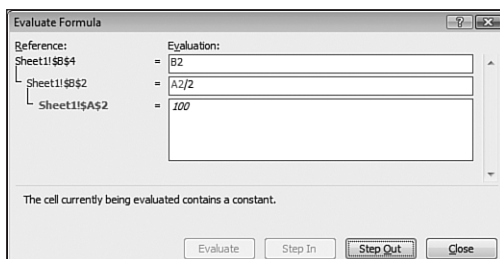 Evaluate Formula
Reference: Evaluation:
Sheet1!$B$4 = B2
Sheet1!$B$2 = A2/2
Sheet1!$A$2 = 100
The cell currently being evaluated contains a constant.
Evaluate Step In Step Out Close